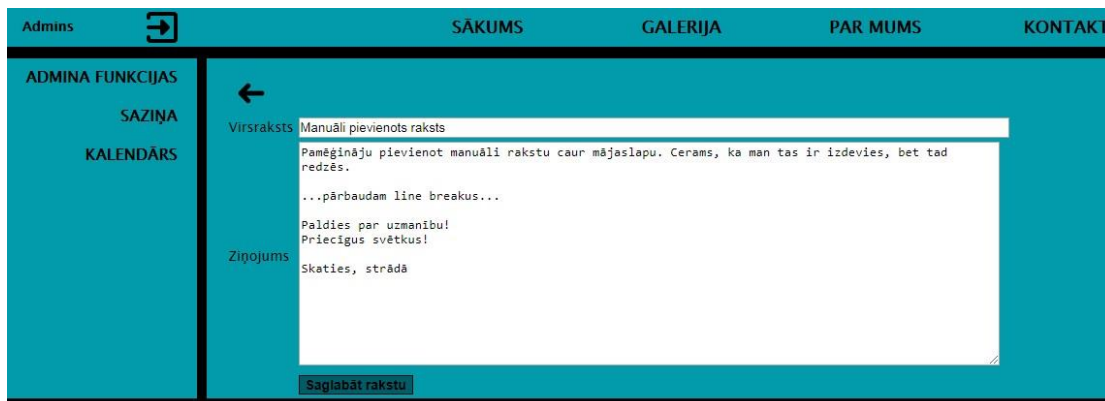 Admins
SĀKUMS
GALERIJA
PAR MUMS
KONTAKT
ADMINA FUNKCIJAS
SAZIŅA
KALENDĀRS
Virsraksts Manuāli pievienots raksts
Ziņojums
Pamēģināju pievienot manuāli rakstu caur mājaslapu. Cerams, ka man tas ir izdevies, bet tad
redzēs.
...pārbaudam line breakus...
Paldies par uzmanību!
Priecīgus svētkus!
Skaties, strādā
Saglabāt rakstu